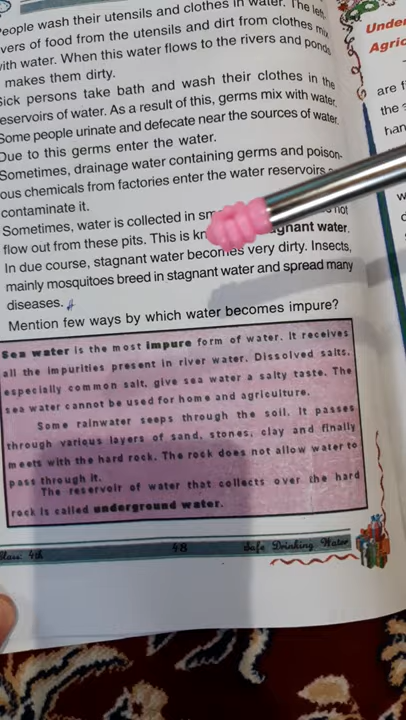 People wash their utensils and clothes in water. The left
vers of food from the utensils and dirt from clothes mix
with water. When this water flows to the rivers and ponds
makes them dirty.
Sick persons take bath and wash their clothes in the
reservoirs of water. As a result of this, germs mix with water.
Some people urinate and defecate near the sources of water.
Due to this germs enter the water.
Sometimes, drainage water containing germs and poison-
ous chemicals from factories enter the water reservoirs
contaminate it.
Sometimes, water is collected in not
flow out from these pits. This is gnant water.
In due course, stagnant water becomes very dirty. Insects,
mainly mosquitoes breed in stagnant water and spread many
diseases.
Mention few ways by which water becomes impure?
Sea water is the most impure form of water. It receives
all the impurities present in river water. Dissolved salts,
especially common salt, give sea water a salty taste. The
sea water cannot be used for home and agriculture.
Some rainwater seeps through the soil. It passes
through various layers of sand, stones, clay and finally
meets with the hard rock. The rock does not allow water to
pass through it.
The reservoir of water that collects over the hard
rock is called underground water.
Class 4th 48 Safe Drinking Water
Under
Agric
are
the
han